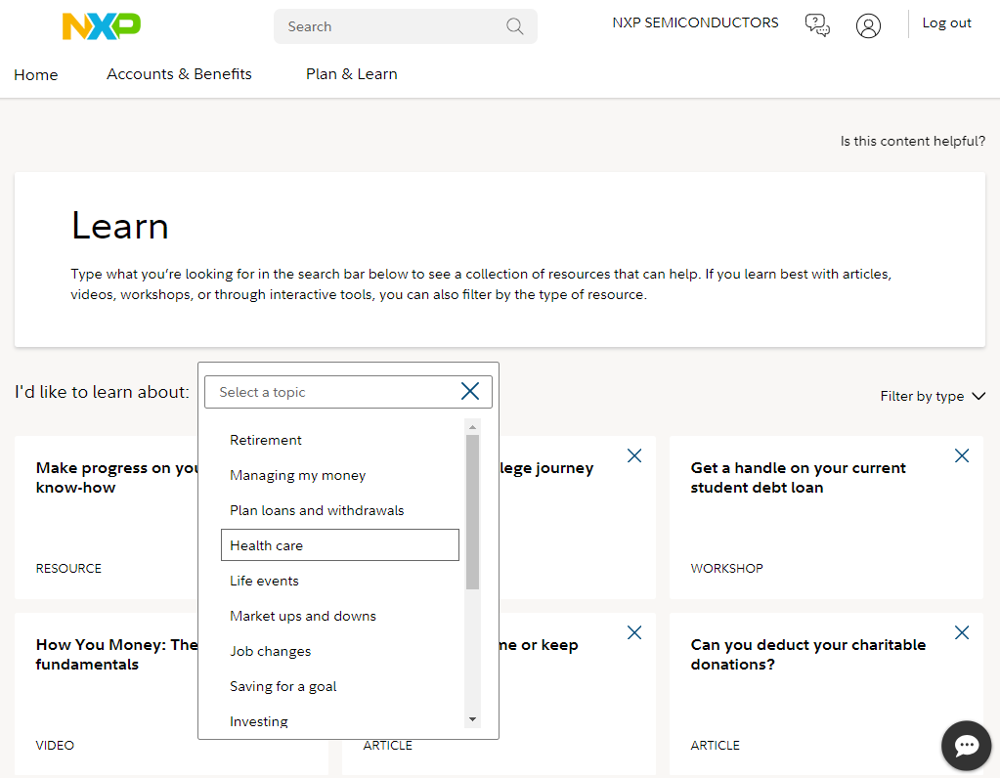 NXP
Search
NXP SEMICONDUCTORS
Log out
Home
Accounts & Benefits
Plan & Learn
Is this content helpful?
Learn
Type what you’re looking for in the search bar below to see a collection of resources that can help. If you learn best with articles,
videos, workshops, or through interactive tools, you can also filter by the type of resource.
I'd like to learn about:
Select a topic
Filter by type
Retirement
Managing my money
Plan loans and withdrawals
Health care
Life events
Market ups and downs
Job changes
Saving for a goal
Investing
Make progress on
know-how
RESOURCE
journey
Get a handle on your current
student debt loan
WORKSHOP
How You Money: The
fundamentals
VIDEO
or keep
ARTICLE
Can you deduct your charitable
donations?
ARTICLE